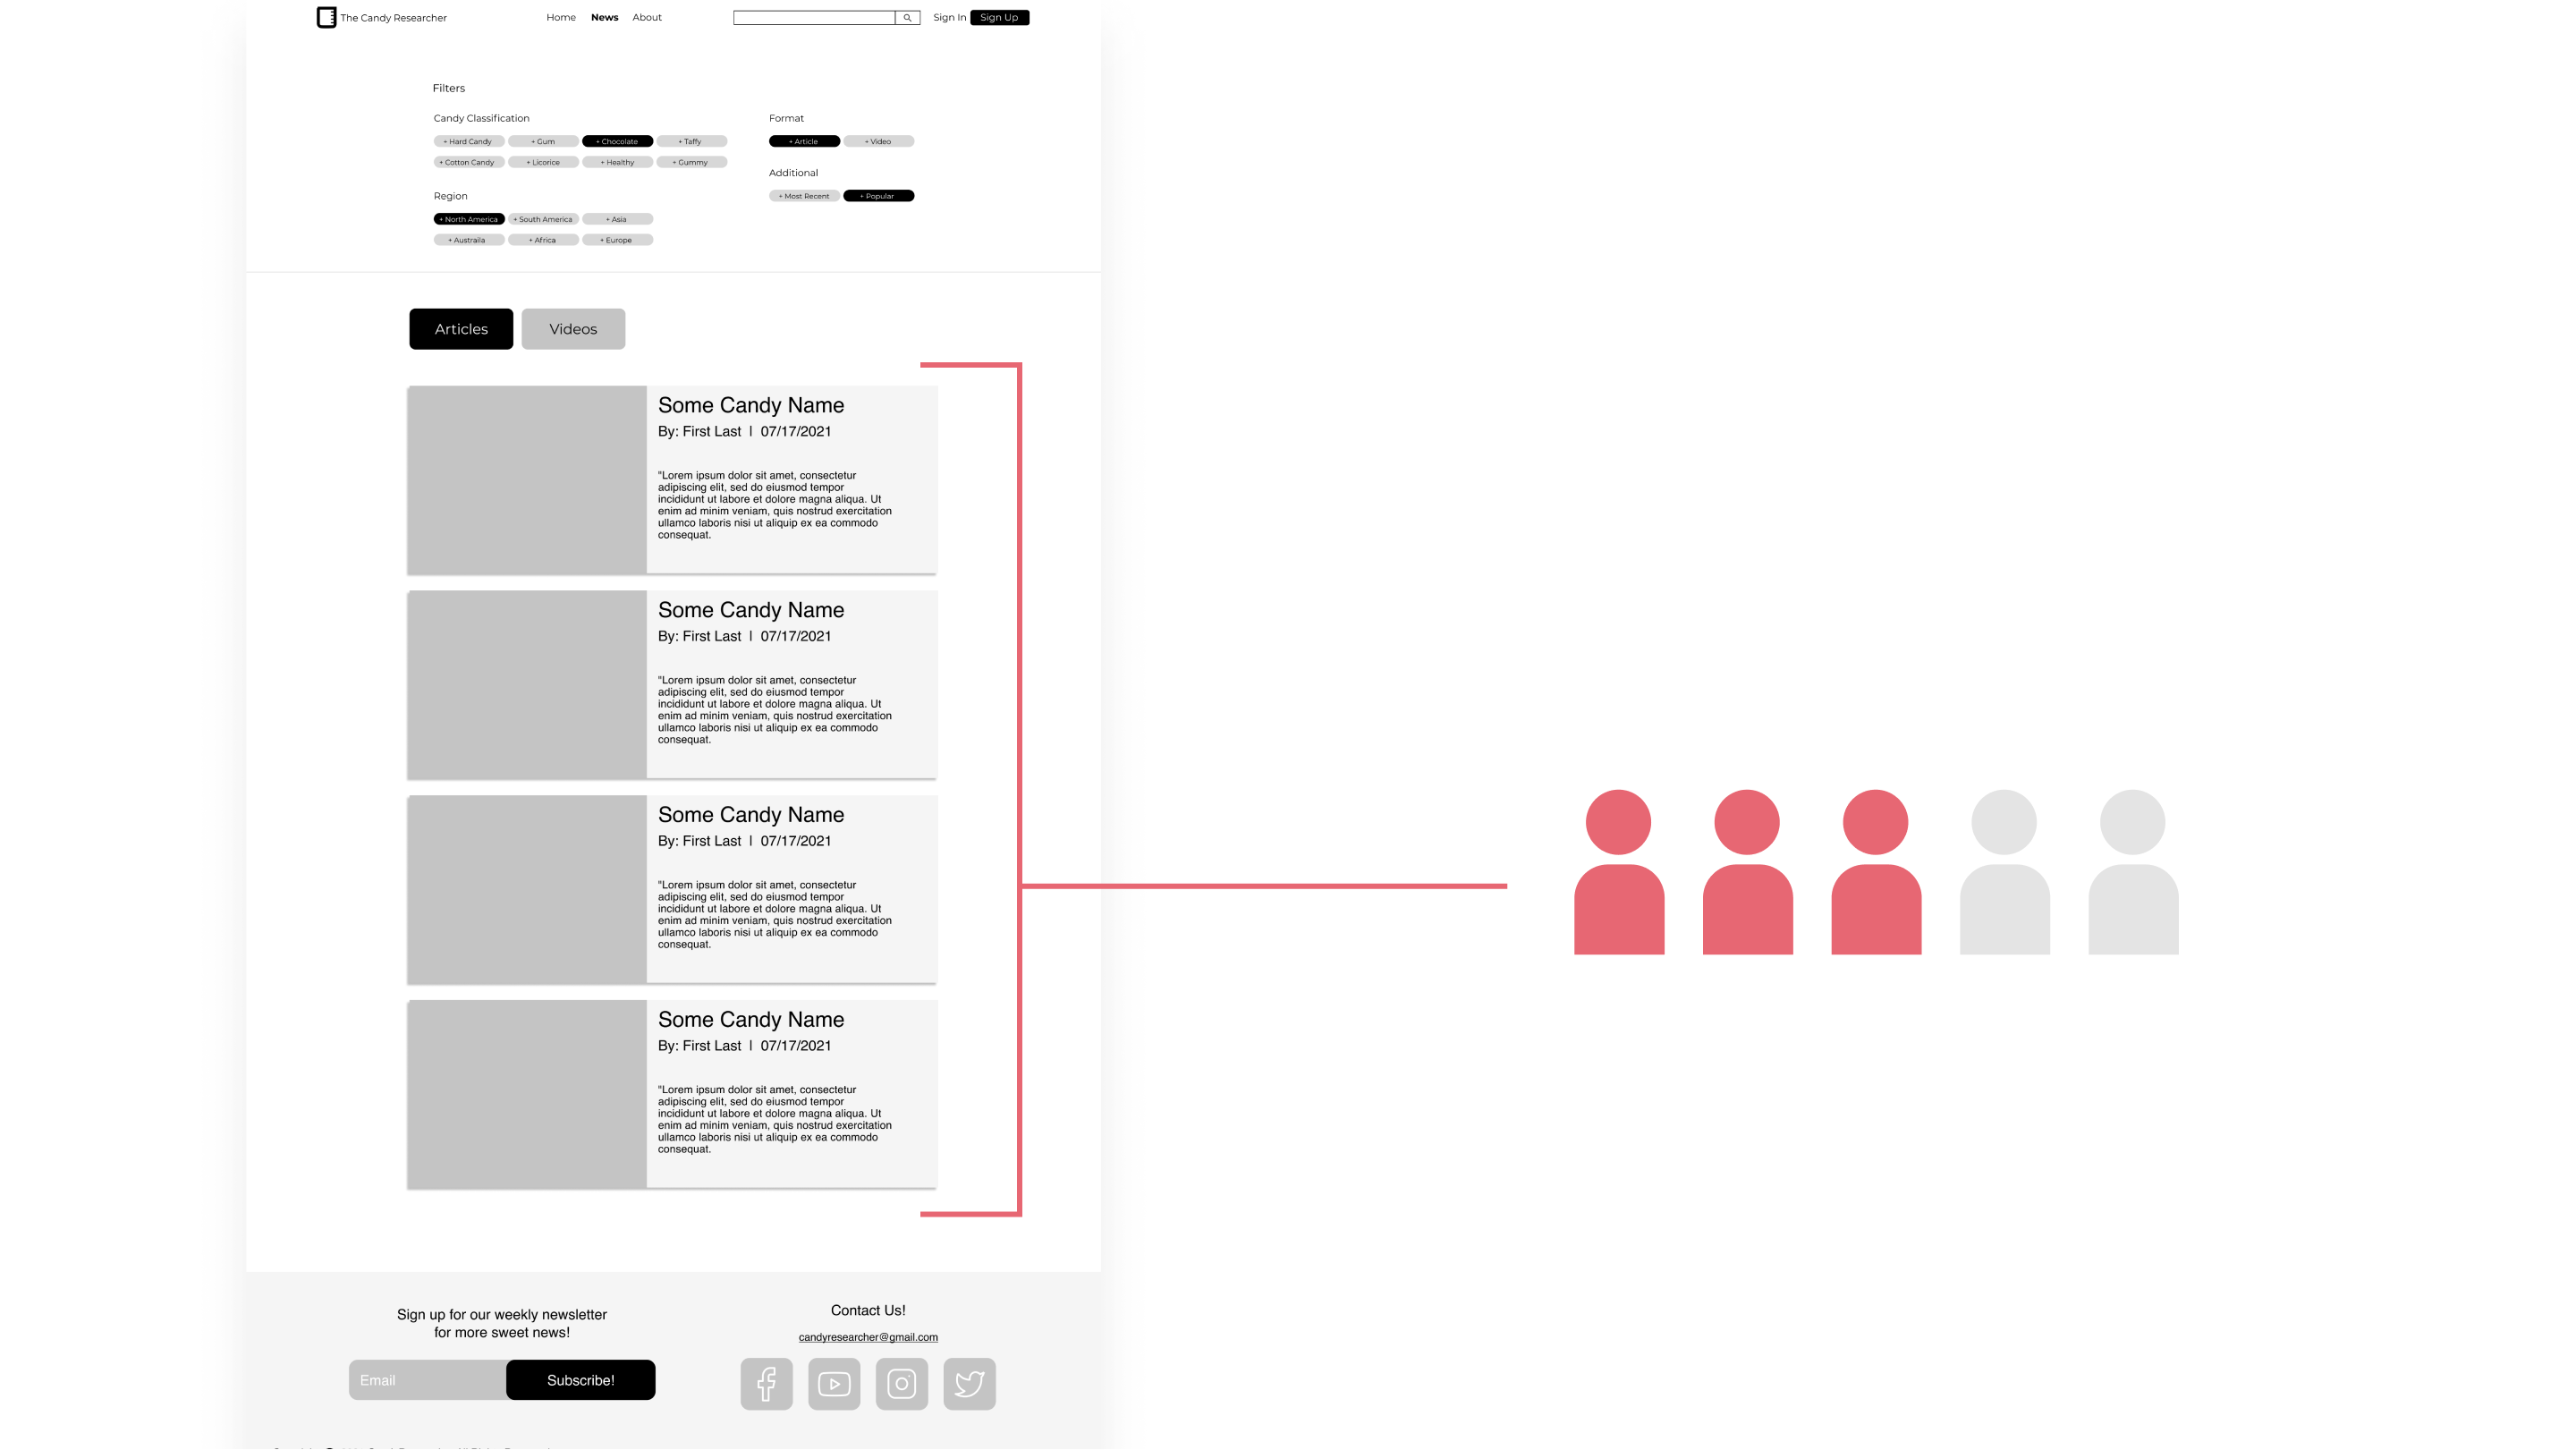 The Candy Researcher
Home News About
Sign In Sign Up
Filters
Candy Classification
+ Hard Candy + Gum + Chocolate + Taffy
+ Cotton Candy + Licorice + Healthy + Gummy
Format
+ Article + Video
Additional
+ Most Recent + Popular
Region
+ North America + South America + Asia
+ Austraila + Africa + Europe
Articles Videos
Some Candy Name
By: First Last | 07/17/2021
"Lorem ipsum dolor sit amet, consectetur
adipiscing elit, sed do eiusmod tempor
incididunt ut labore et dolore magna aliqua. Ut
enim ad minim veniam, quis nostrud exercitation
ullamco laboris nisi ut aliquip ex ea commodo
consequat.
Some Candy Name
By: First Last | 07/17/2021
"Lorem ipsum dolor sit amet, consectetur
adipiscing elit, sed do eiusmod tempor
incididunt ut labore et dolore magna aliqua. Ut
enim ad minim veniam, quis nostrud exercitation
ullamco laboris nisi ut aliquip ex ea commodo
consequat.
Some Candy Name
By: First Last | 07/17/2021
"Lorem ipsum dolor sit amet, consectetur
adipiscing elit, sed do eiusmod tempor
incididunt ut labore et dolore magna aliqua. Ut
enim ad minim veniam, quis nostrud exercitation
ullamco laboris nisi ut aliquip ex ea commodo
consequat.
Some Candy Name
By: First Last | 07/17/2021
"Lorem ipsum dolor sit amet, consectetur
adipiscing elit, sed do eiusmod tempor
incididunt ut labore et dolore magna aliqua. Ut
enim ad minim veniam, quis nostrud exercitation
ullamco laboris nisi ut aliquip ex ea commodo
consequat.
Sign up for our weekly newsletter
for more sweet news!
Email Subscribe!
Contact Us!
candyresearcher@gmail.com